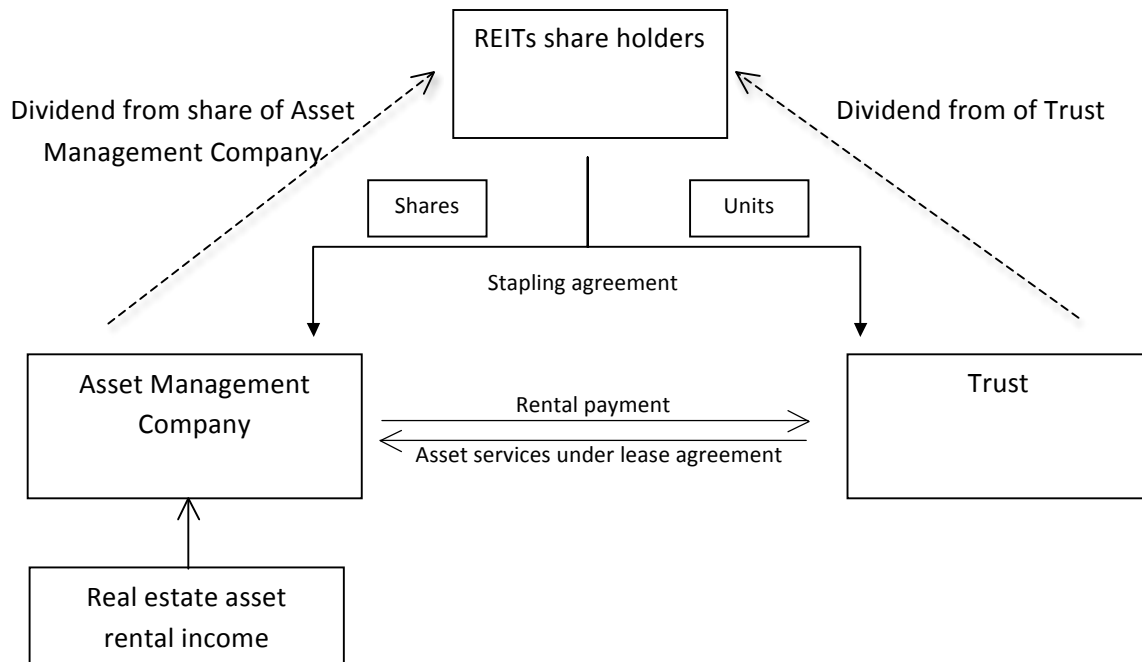 REITs share holders
Dividend from share of Asset
Management Company
Dividend from of Trust
Shares
Units
Stapling agreement
Asset Management
Company
Rental payment
Asset services under lease agreement
Trust
Real estate asset
rental income